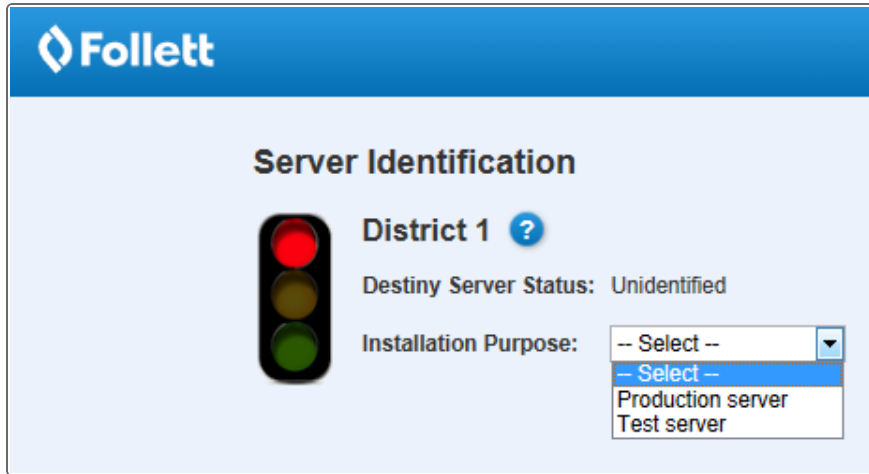 Follett
Server Identification
District 1 ?
Destiny Server Status: Unidentified
Installation Purpose: -- Select --
-- Select --
Production server
Test server